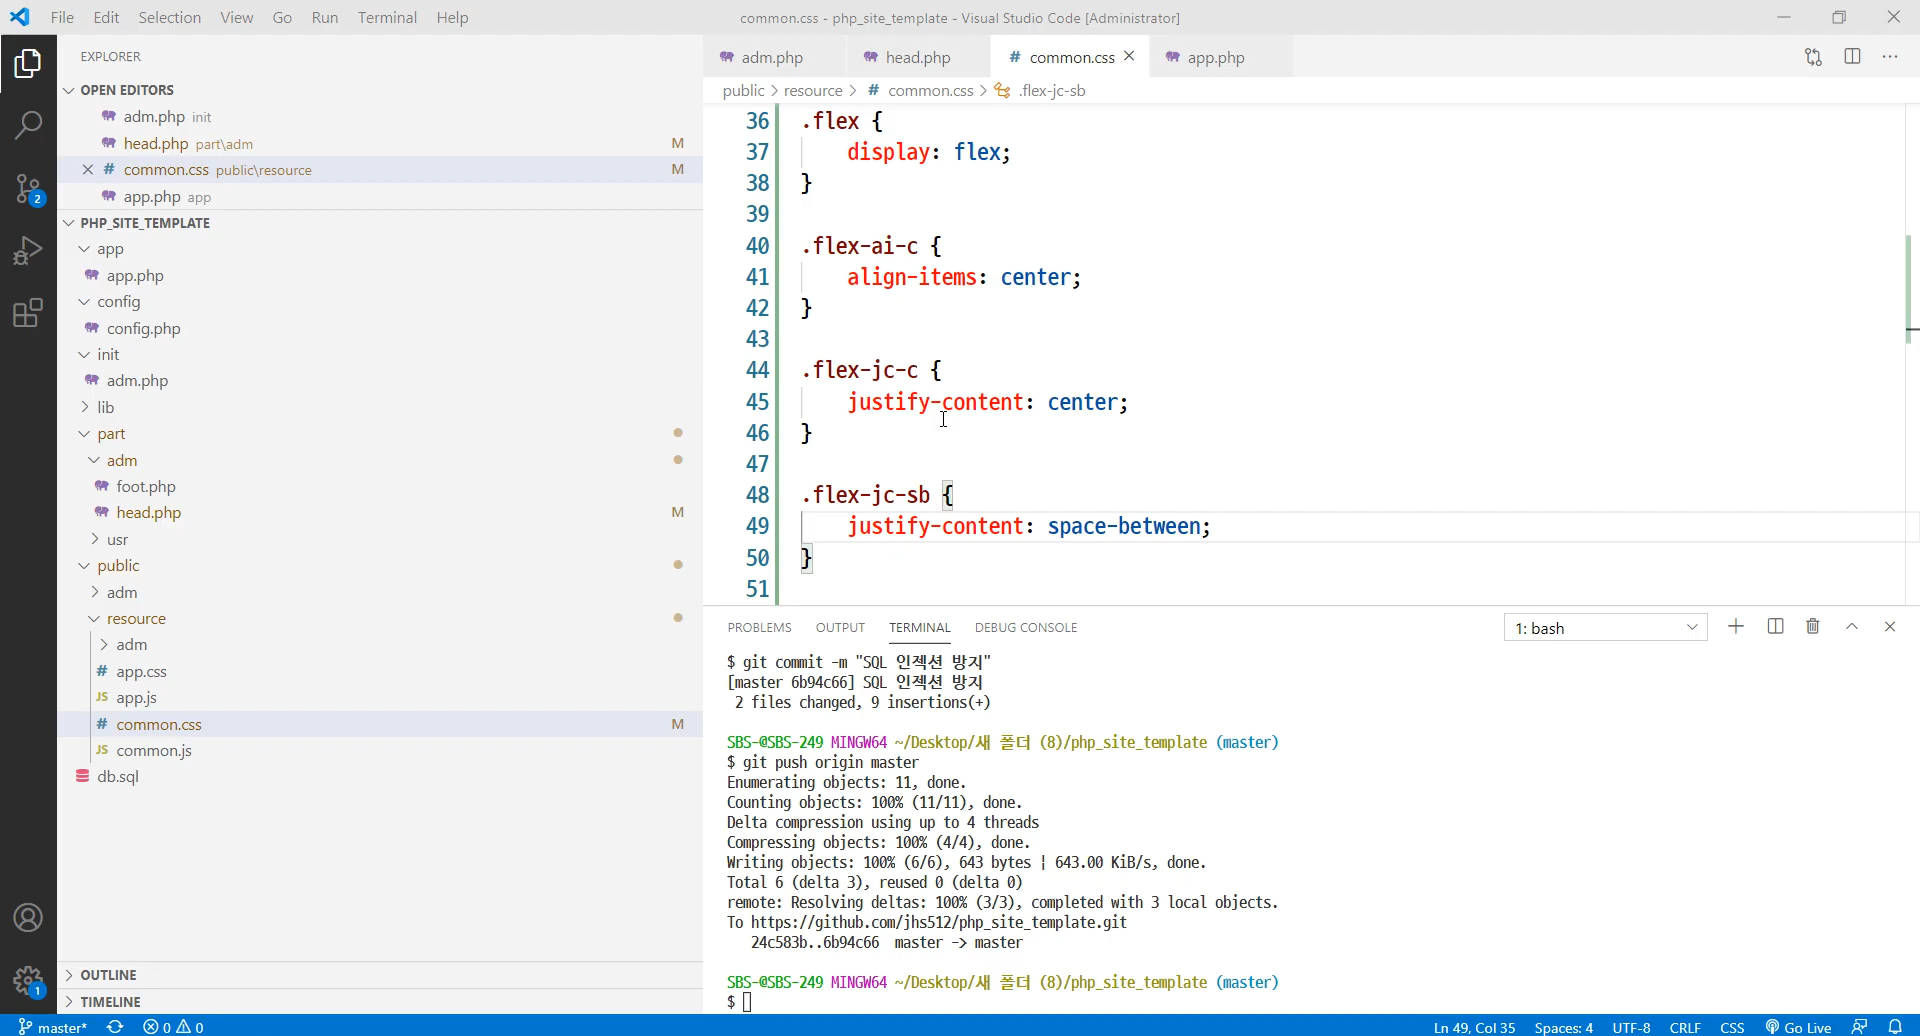 File Edit Selection View Go Run Terminal Help
common.css - php_site_template - Visual Studio Code [Administrator]
EXPLORER
OPEN EDITORS
adm.php init
head.php part\adm M
common.css public\resource M
app.php app
PHP_SITE_TEMPLATE
app
app.php
config
config.php
init
adm.php
lib
part
adm
foot.php
head.php M
usr
public
adm
resource
adm
app.css
JS app.js
common.css M
JS common.js
db.sql
OUTLINE
TIMELINE
2
1
adm.php head.php # common.css app.php
public > resource > # common.css > .flex-jc-sb
36 .flex {
37 display: flex;
38 }
39
40 .flex-ai-c {
41 align-items: center;
42 }
43
44 .flex-jc-c {
45 justify-content: center;
46 }
47
48 .flex-jc-sb {
49 justify-content: space-between;
50 }
51
PROBLEMS OUTPUT TERMINAL DEBUG CONSOLE 1: bash
$ git commit -m "SQL 인젝션 방지"
[master 6b94c66] SQL 인젝션 방지
2 files changed, 9 insertions(+)
SBS-@SBS-249 MINGW64 ~/Desktop/새 폴더 (8)/php_site_template (master)
$ git push origin master
Enumerating objects: 11, done.
Counting objects: 100% (11/11), done.
Delta compression using up to 4 threads
Compressing objects: 100% (4/4), done.
Writing objects: 100% (6/6), 643 bytes | 643.00 KiB/s, done.
Total 6 (delta 3), reused 0 (delta 0)
remote: Resolving deltas: 100% (3/3), completed with 3 local objects.
To https://github.com/jhs512/php_site_template.git
24c583b..6b94c66 master -> master
SBS-@SBS-249 MINGW64 ~/Desktop/새 폴더 (8)/php_site_template (master)
$
master* 0 0 Ln 49, Col 35 Spaces: 4 UTF-8 CRLF CSS Go Live